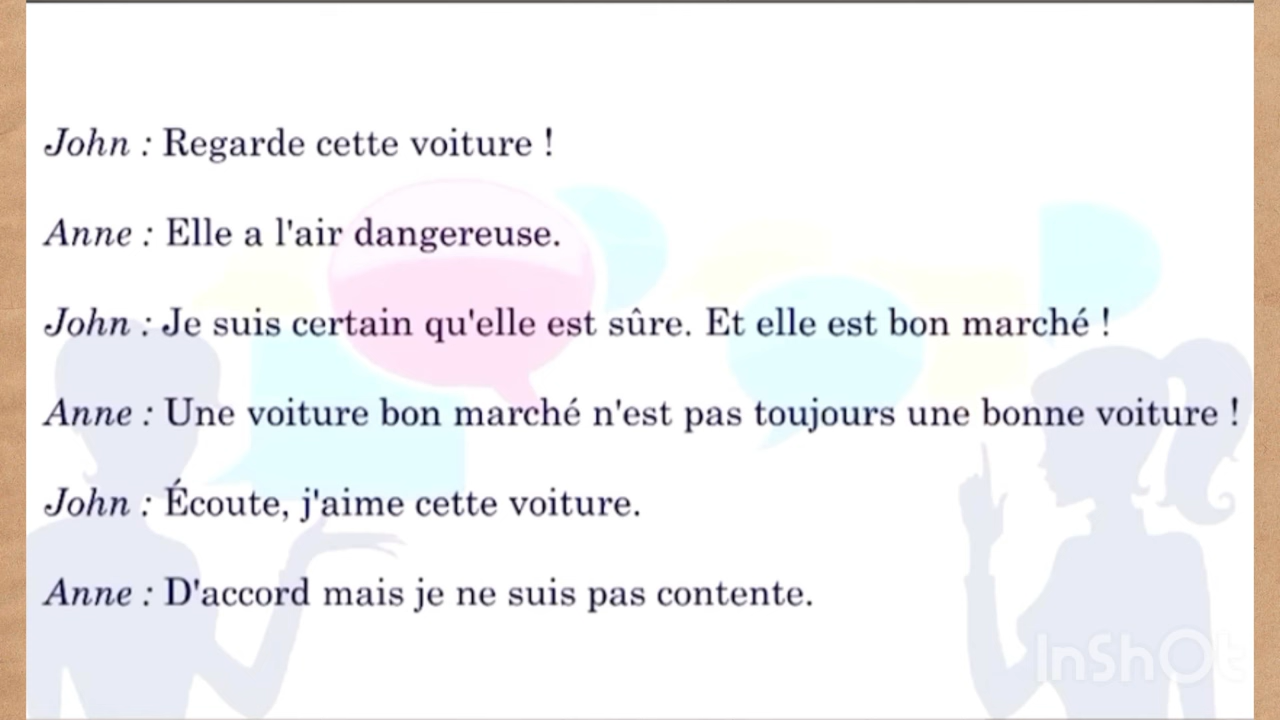 John : Regarde cette voiture !
Anne : Elle a l'air dangereuse.
John : Je suis certain qu'elle est sûre. Et elle est bon marché !
Anne : Une voiture bon marché n'est pas toujours une bonne voiture !
John : Écoute, j'aime cette voiture.
Anne : D'accord mais je ne suis pas contente.
InShOt